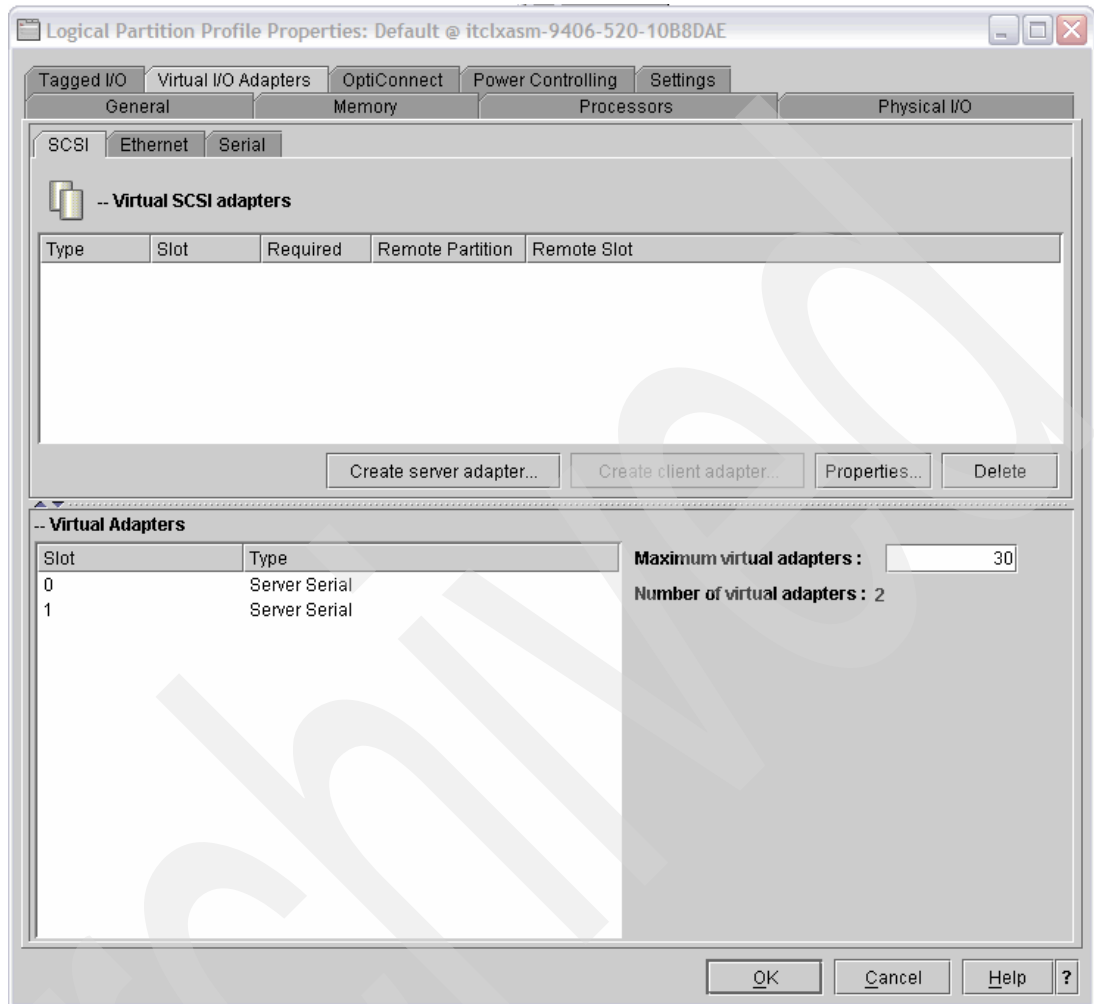 Logical Partition Profile Properties: Default @ itclxasm-9406-520-10B8DAE
Tagged I/O Virtual I/O Adapters OptiConnect Power Controlling Settings
General Memory Processors Physical I/O
SCSI Ethernet Serial
-- Virtual SCSI adapters
Type Slot Required Remote Partition Remote Slot
Create server adapter... Create client adapter... Properties... Delete
-- Virtual Adapters
Slot Type
0 Server Serial
1 Server Serial
Maximum virtual adapters : 30
Number of virtual adapters : 2
OK Cancel Help ?